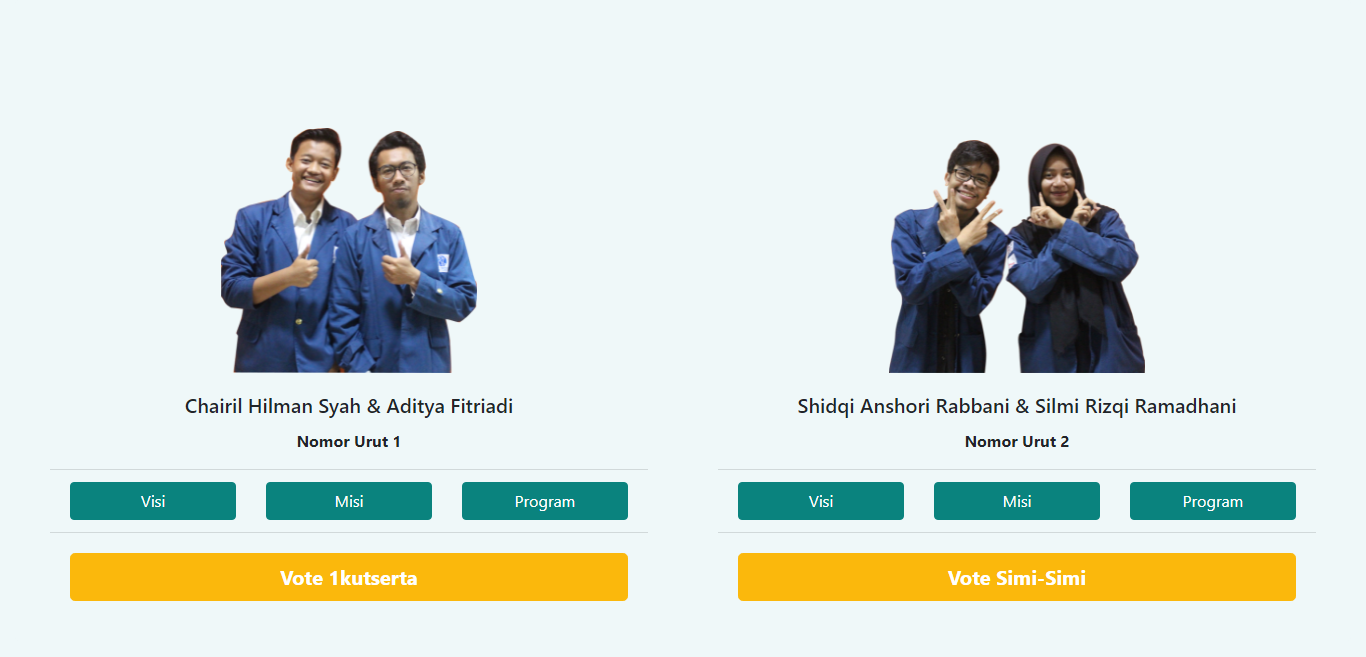 Chairil Hilman Syah & Aditya Fitriadi
Nomor Urut 1
Visi
Misi
Program
Vote 1kutserta
Shidqi Anshori Rabbani & Silmi Rizqi Ramadhani
Nomor Urut 2
Visi
Misi
Program
Vote Simi-Simi